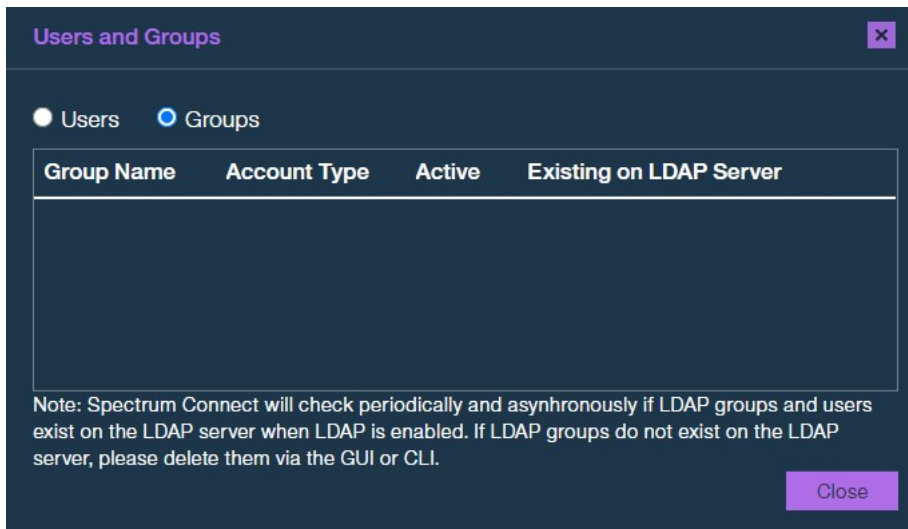 Users and Groups
Users Groups
Group Name Account Type Active Existing on LDAP Server
Note: Spectrum Connect will check periodically and asynhronously if LDAP groups and users
exist on the LDAP server when LDAP is enabled. If LDAP groups do not exist on the LDAP
server, please delete them via the GUI or CLI.
Close